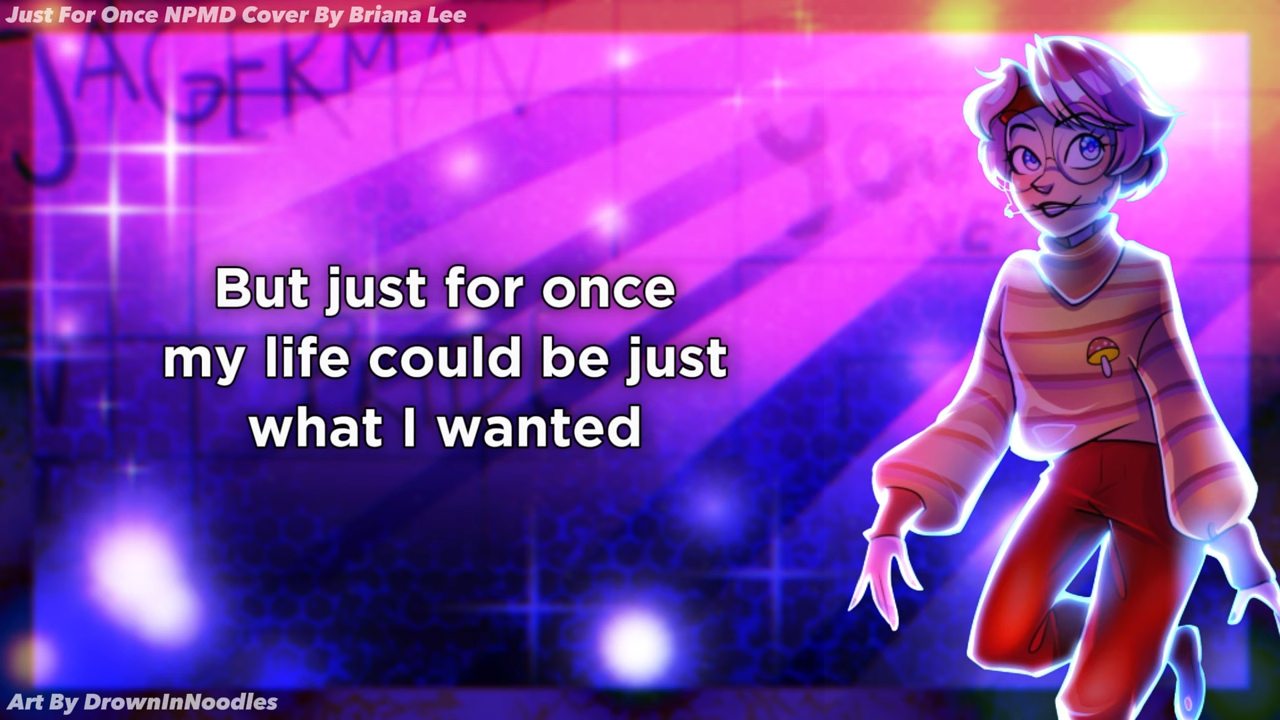 Just For Once NPMD Cover By Briana Lee
JAGERMAN
But just for once
my life could be just
what I wanted
Art By DrownInNoodles